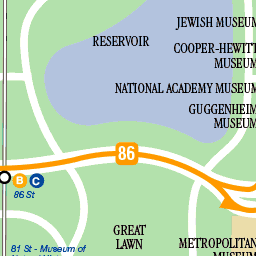 JEWISH MUSEUM
RESERVOIR
COOPER-HEWITT
MUSEUM
NATIONAL ACADEMY MUSEUM
GUGGENHEIM
MUSEUM
86
B C
86 St
GREAT
LAWN
81 St - Museum of
METROPOLITAN
MUSEUM